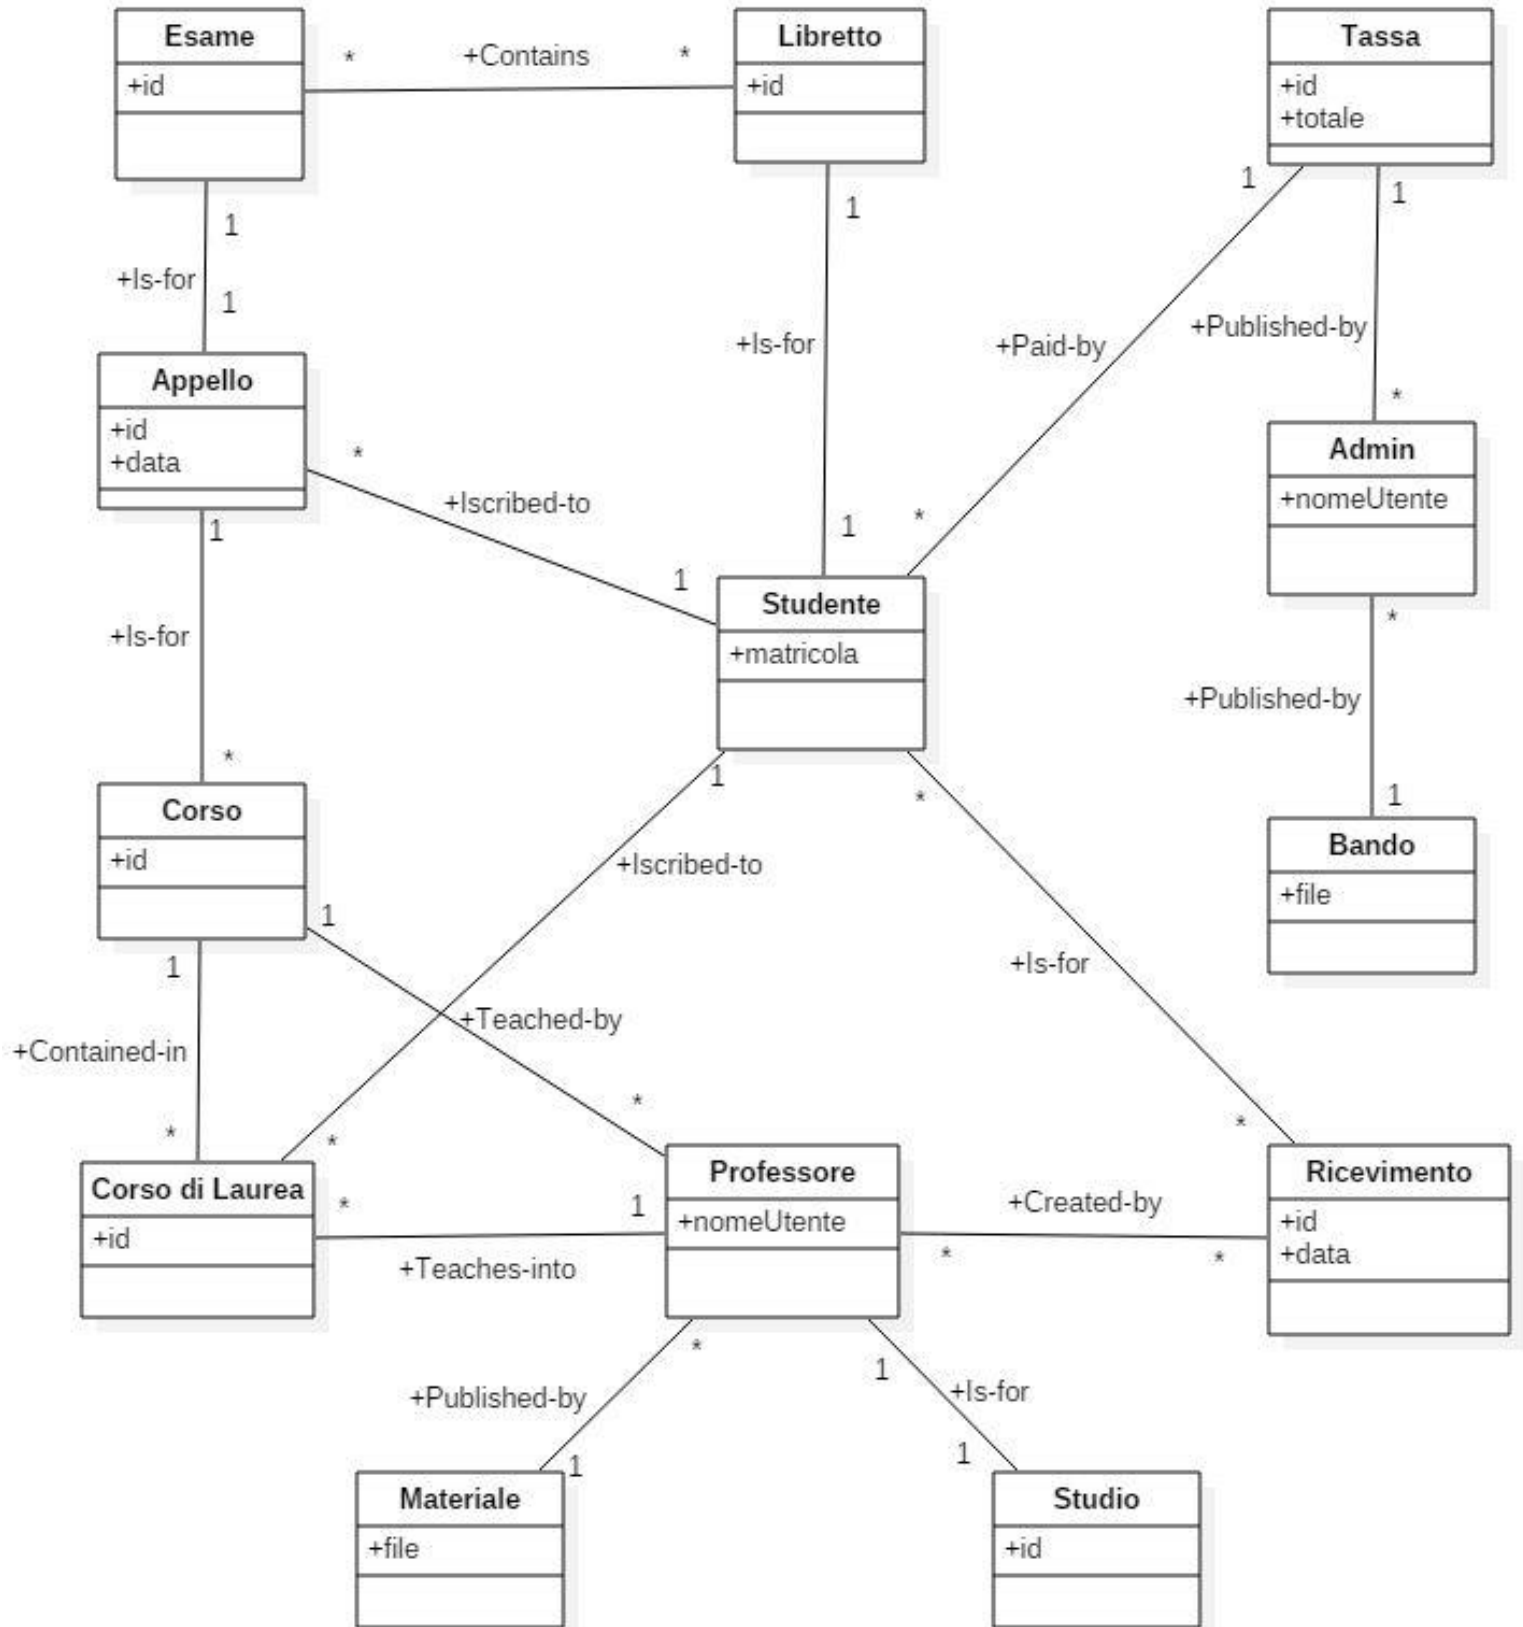 Esame
+id
* +Contains *
Libretto
+id
Tassa
+id
+totale
1
+Is-for
1
1
+Is-for
1
1
+Paid-by
*
1
+Published-by
*
Appello
+id
+data
*
+Iscribed-to
1
Admin
+nomeUtente
Studente
+matricola
1
+Is-for
*
*
+Published-by
1
Corso
+id
1
+Iscribed-to
*
*
+Is-for
*
Bando
+file
1
+Contained-in
*
1
+Teached-by
*
Corso di Laurea
+id
* 1
+Teaches-into
Professore
+nomeUtente
+Created-by
* *
Ricevimento
+id
+data
*
+Published-by
1
1
+Is-for
1
Materiale
+file
Studio
+id